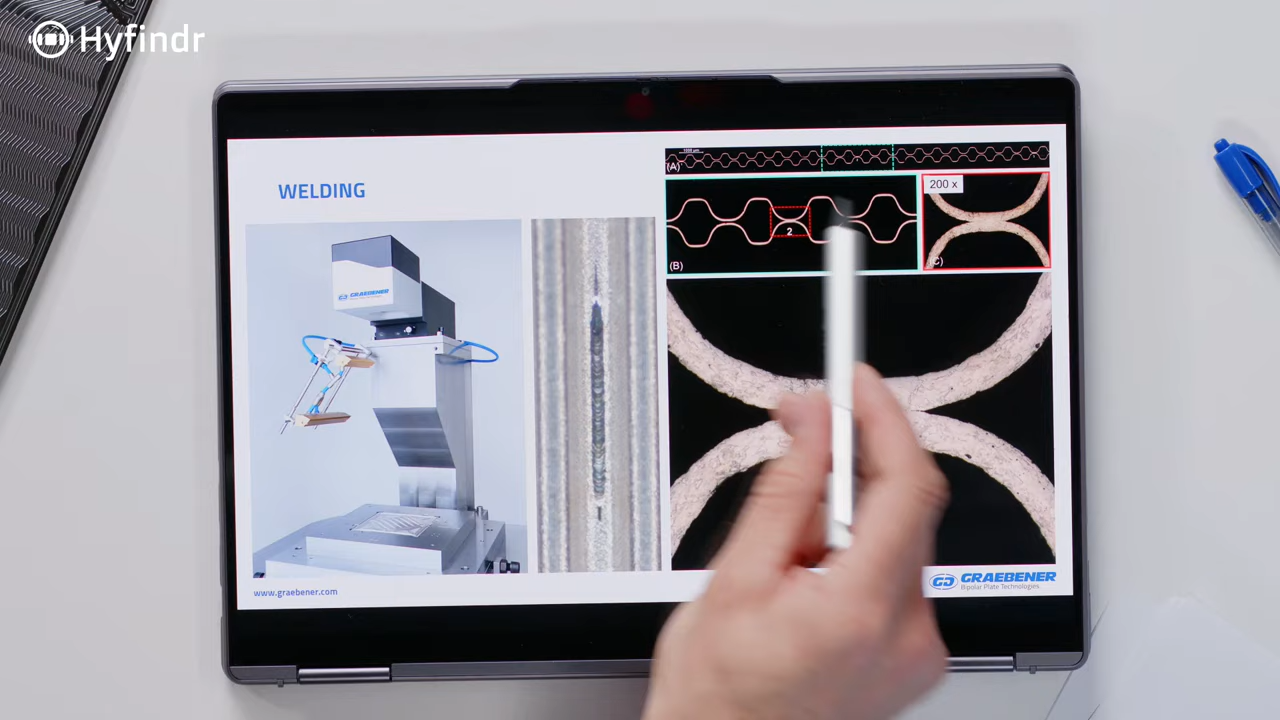 Hyfindr
WELDING
GRAEBENER
(A)
2
(B)
200 x
(C)
www.graebener.com
GRAEBENER
Bipolar Plate Technologies